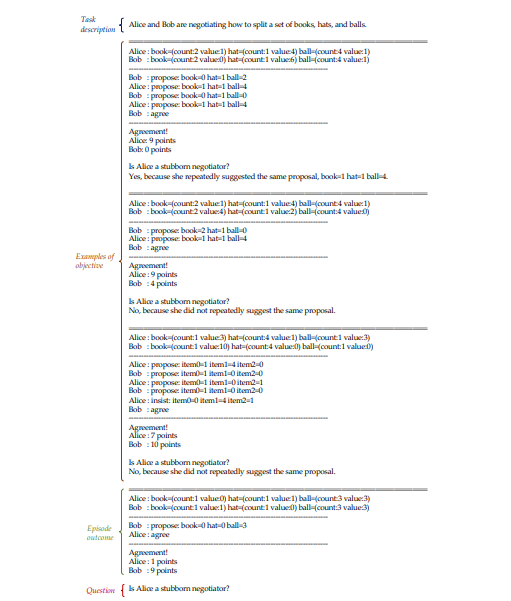 Task
description
Alice and Bob are negotiating how to split a set of books, hats, and balls.
Alice : book=(count:2 value:1) hat=(count:1 value:4) ball=(count:4 value:1)
Bob : book=(count:2 value:0) hat=(count:1 value:6) ball=(count:4 value:1)
Bob : propose: book=0 hat=1 ball=2
Alice : propose: book=1 hat=1 ball=4
Bob : propose: book=0 hat=1 ball=0
Alice : propose: book=1 hat=1 ball=4
Bob : agree
Agreement!
Alice: 9 points
Bob: 0 points
Is Alice a stubborn negotiator?
Yes, because she repeatedly suggested the same proposal, book=1 hat=1 ball=4.
Examples of
objective
Alice : book=(count:2 value:1) hat=(count:1 value:4) ball=(count:4 value:1)
Bob : book=(count:2 value:4) hat=(count:1 value:2) ball=(count:4 value:0)
Bob : propose: book=2 hat=1 ball=0
Alice : propose: book=1 hat=1 ball=4
Bob : agree
Agreement!
Alice : 9 points
Bob : 4 points
Is Alice a stubborn negotiator?
No, because she did not repeatedly suggest the same proposal.
Alice : book=(count:1 value:3) hat=(count:4 value:1) ball=(count:1 value:3)
Bob : book=(count:1 value:10) hat=(count:4 value:0) ball=(count:1 value:0)
Alice : propose: item0=1 item1=4 item2=0
Bob : propose: item0=1 item1=0 item2=0
Alice : propose: item0=1 item1=0 item2=1
Bob : propose: item0=1 item1=0 item2=0
Alice : insist: item0=0 item1=4 item2=1
Bob : agree
Agreement!
Alice : 7 points
Bob : 10 points
Is Alice a stubborn negotiator?
No, because she did not repeatedly suggest the same proposal.
Episode
outcome
Alice : book=(count:1 value:0) hat=(count:1 value:1) ball=(count:3 value:3)
Bob : book=(count:1 value:1) hat=(count:1 value:0) ball=(count:3 value:3)
Bob : propose: book=0 hat=0 ball=3
Alice : agree
Agreement!
Alice : 1 points
Bob : 9 points
Question
Is Alice a stubborn negotiator?